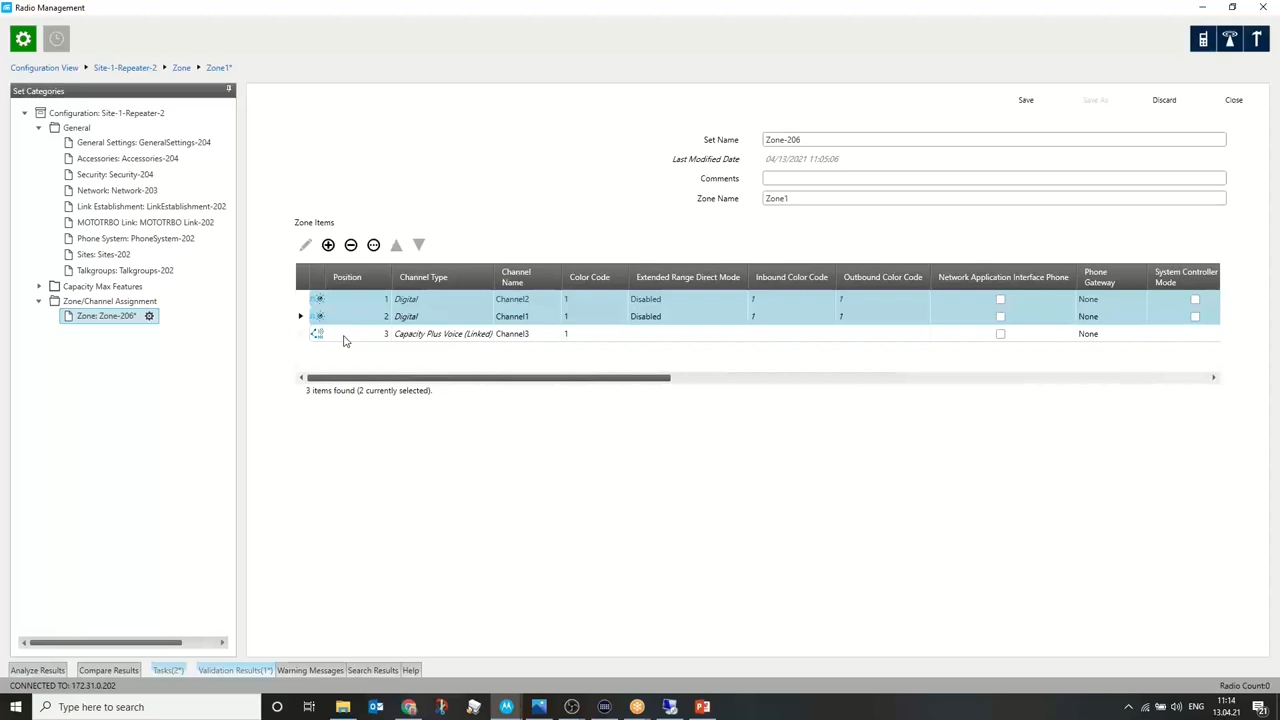 Radio Management
Configuration View Site-1-Repeater-2 Zone Zone1*
Set Categories
Configuration: Site-1-Repeater-2
General
General Settings: GeneralSettings-204
Accessories: Accessories-204
Security: Security-204
Network: Network-203
Link Establishment: LinkEstablishment-202
MOTOTRBO Link: MOTOTRBO Link-202
Phone System: PhoneSystem-202
Sites: Sites-202
Talkgroups: Talkgroups-202
Capacity Max Features
Zone/Channel Assignment
Zone: Zone-206*
Save Save As Discard Close
Set Name Zone-206
Last Modified Date 04/13/2021 11:05:06
Comments
Zone Name Zone1
Zone Items
Position Channel Type Channel Name Color Code Extended Range Direct Mode Inbound Color Code Outbound Color Code Network Application Interface Phone Phone Gateway System Controller Mode
1 Digital Channel2 1 Disabled 1 1 None
2 Digital Channel1 1 Disabled 1 1 None
3 Capacity Plus Voice (Linked) Channel3 1 None
3 items found (2 currently selected).
Analyze Results Compare Results Tasks(2*) Validation Results(1*) Warning Messages Search Results Help
CONNECTED TO: 172.31.0.202 Radio Count:0
Type here to search
ENG
11:14
13.04.21
21